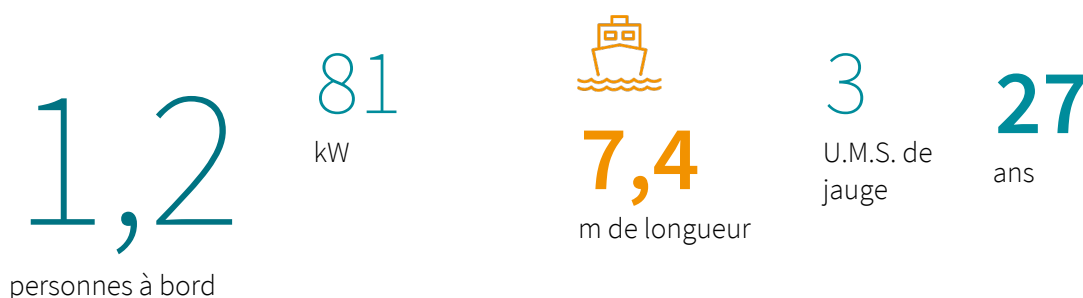 1,2
personnes à bord
81
kW
7,4
m de longueur
3
U.M.S. de
jauge
27
ans